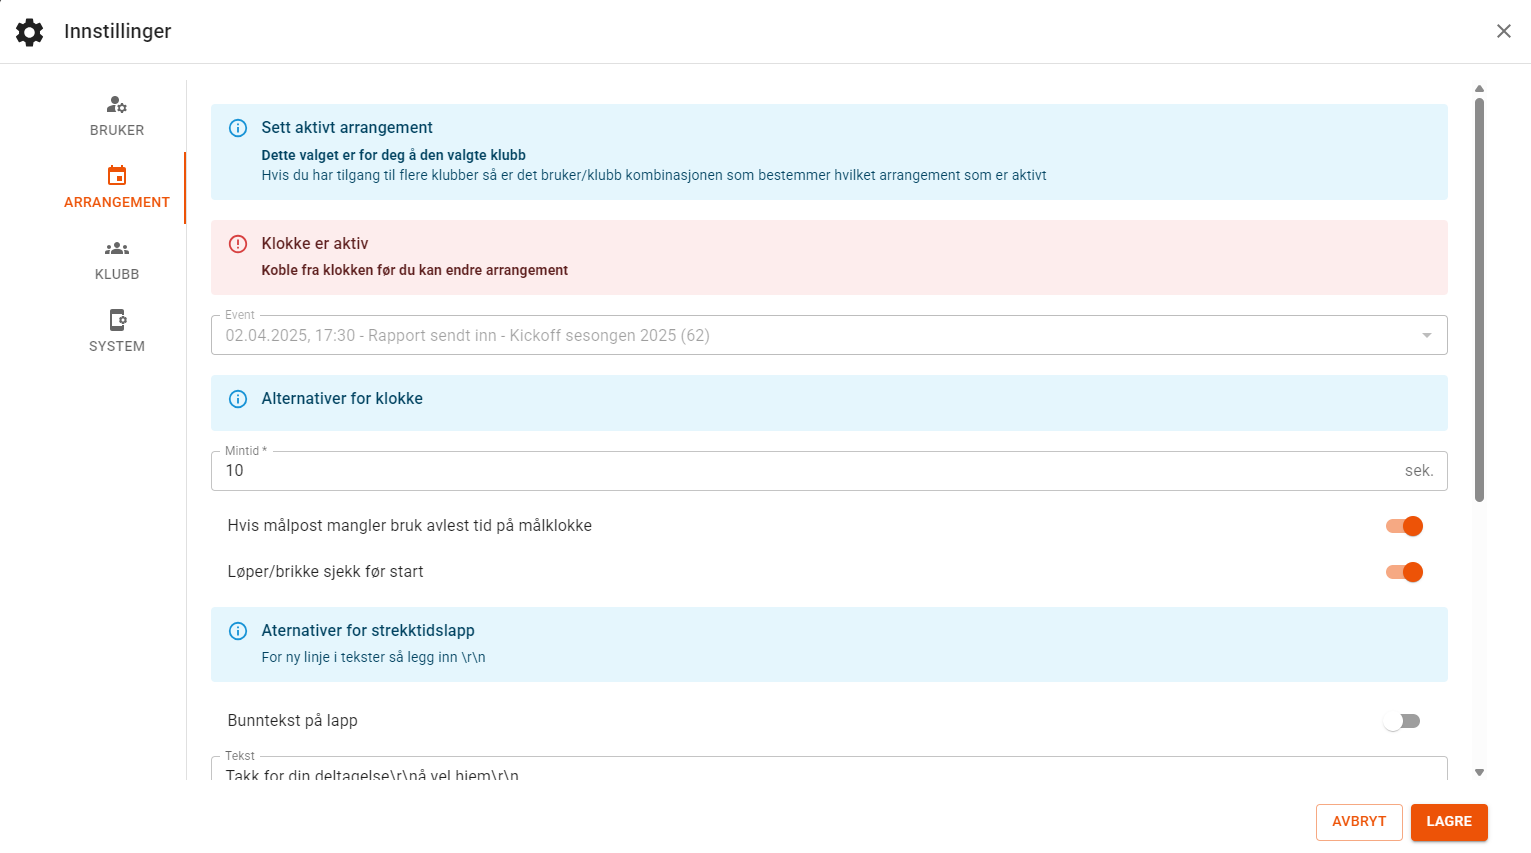 Innstillinger
BRUKER
ARRANGEMENT
KLUBB
SYSTEM
Sett aktivt arrangement
Dette valget er for deg å den valgte klubb
Hvis du har tilgang til flere klubber så er det bruker/klubb kombinasjonen som bestemmer hvilket arrangement som er aktivt
Klokke er aktiv
Koble fra klokken før du kan endre arrangement
Event
02.04.2025, 17:30 - Rapport sendt inn - Kickoff sesongen 2025 (62)
Alternativer for klokke
Mintid *
10 sek.
Hvis målpost mangler bruk avlest tid på målklokke
Løper/brikke sjekk før start
Aternativer for strekktidslapp
For ny linje i tekster så legg inn \r\n
Bunntekst på lapp
Tekst
Takk for din deltagelse\r\nå vel hjem\r\n
AVBRYT
LAGRE